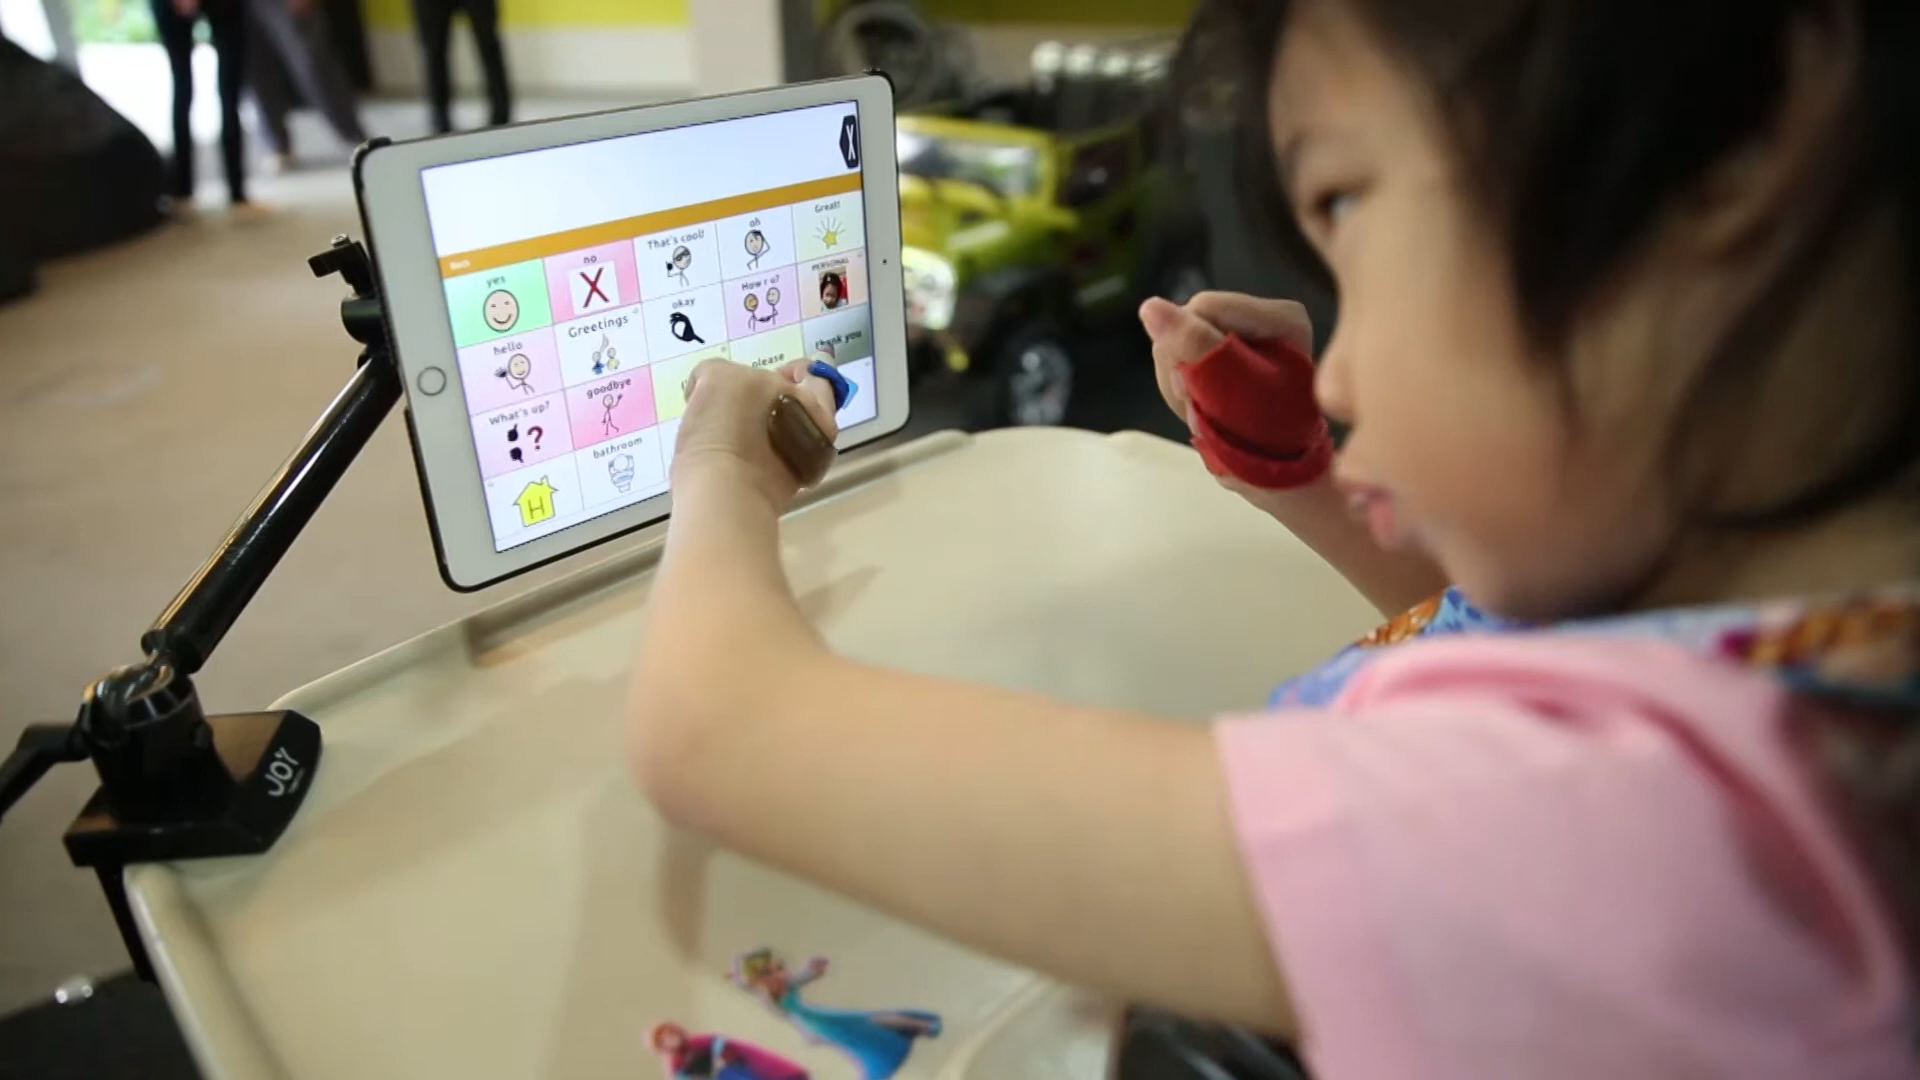 Back
yes
no
That's cool!
oh
Great!
hello
Greetings
okay
How r u?
PERSONAL
What's up?
goodbye
please
thank you
H
bathroom
JOY